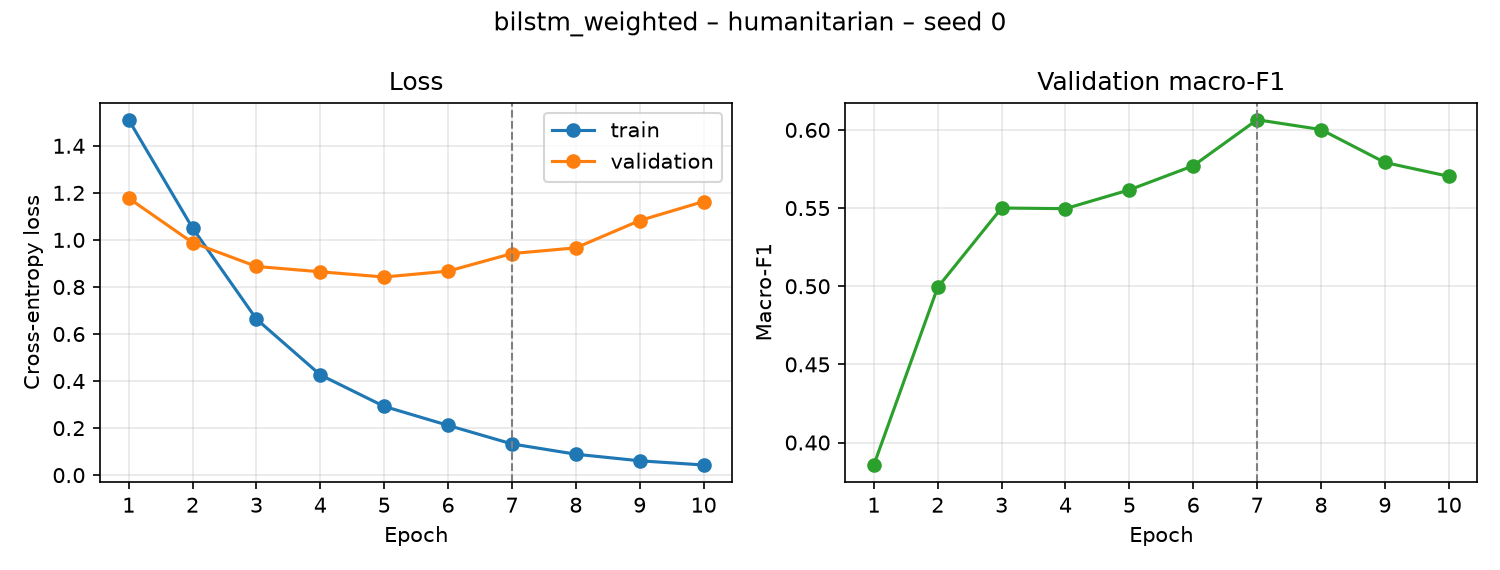 bilstm_weighted – humanitarian – seed 0
Loss
Cross-entropy loss
1.4
1.2
1.0
0.8
0.6
0.4
0.2
0.0
train
validation
1 2 3 4 5 6 7 8 9 10
Epoch
Validation macro-F1
Macro-F1
0.60
0.55
0.50
0.45
0.40
1 2 3 4 5 6 7 8 9 10
Epoch